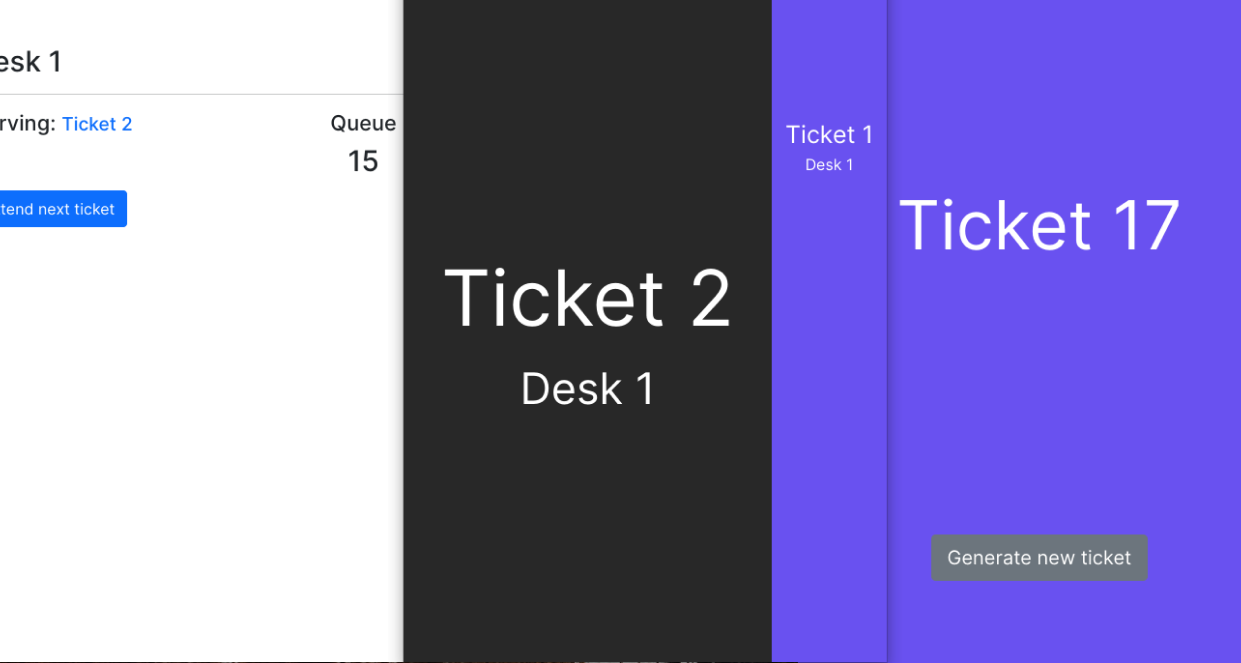 esk 1
rving: Ticket 2
Queue
15
tend next ticket
Ticket 2
Desk 1
Ticket 1
Desk 1
Ticket 17
Generate new ticket